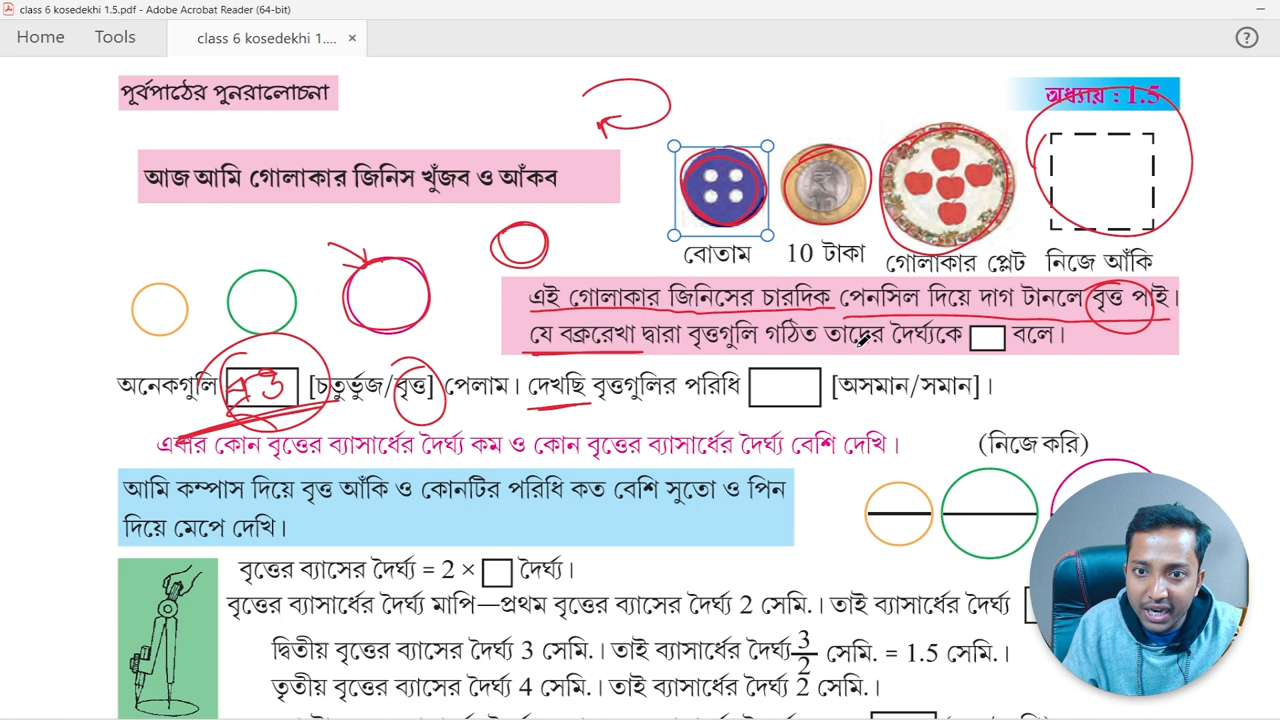 class 6 kosedekhi 1.5.pdf - Adobe Acrobat Reader (64-bit)
Home Tools class 6 kosedekhi 1.... ×
পূর্বপাঠের পুনরালোচনা
অধ্যায় : 1.5
আজ আমি গোলাকার জিনিস খুঁজব ও আঁকব
বোতাম 10 টাকা গোলাকার প্লেট নিজে আঁকি
এই গোলাকার জিনিসের চারদিক পেনসিল দিয়ে দাগ টানলে বৃত্ত পাই।
যে বক্ররেখা দ্বারা বৃত্তগুলি গঠিত তাদের দৈর্ঘ্যকে বলে।
অনেকগুলি [চতুর্ভুজ/বৃত্ত] পেলাম। দেখছি বৃত্তগুলির পরিধি [অসমান/সমান]।
এবার কোন বৃত্তের ব্যাসার্ধের দৈর্ঘ্য কম ও কোন বৃত্তের ব্যাসার্ধের দৈর্ঘ্য বেশি দেখি। (নিজে করি)
আমি কম্পাস দিয়ে বৃত্ত আঁকি ও কোনটির পরিধি কত বেশি সুতো ও পিন
দিয়ে মেপে দেখি।
বৃত্তের ব্যাসের দৈর্ঘ্য = 2 × দৈর্ঘ্য।
বৃত্তের ব্যাসার্ধের দৈর্ঘ্য মাপি—প্রথম বৃত্তের ব্যাসের দৈর্ঘ্য 2 সেমি.। তাই ব্যাসার্ধের দৈর্ঘ্য
দ্বিতীয় বৃত্তের ব্যাসের দৈর্ঘ্য 3 সেমি.। তাই ব্যাসার্ধের দৈর্ঘ্য 3/2 সেমি. = 1.5 সেমি.।
তৃতীয় বৃত্তের ব্যাসের দৈর্ঘ্য 4 সেমি.। তাই ব্যাসার্ধের দৈর্ঘ্য 2 সেমি.।